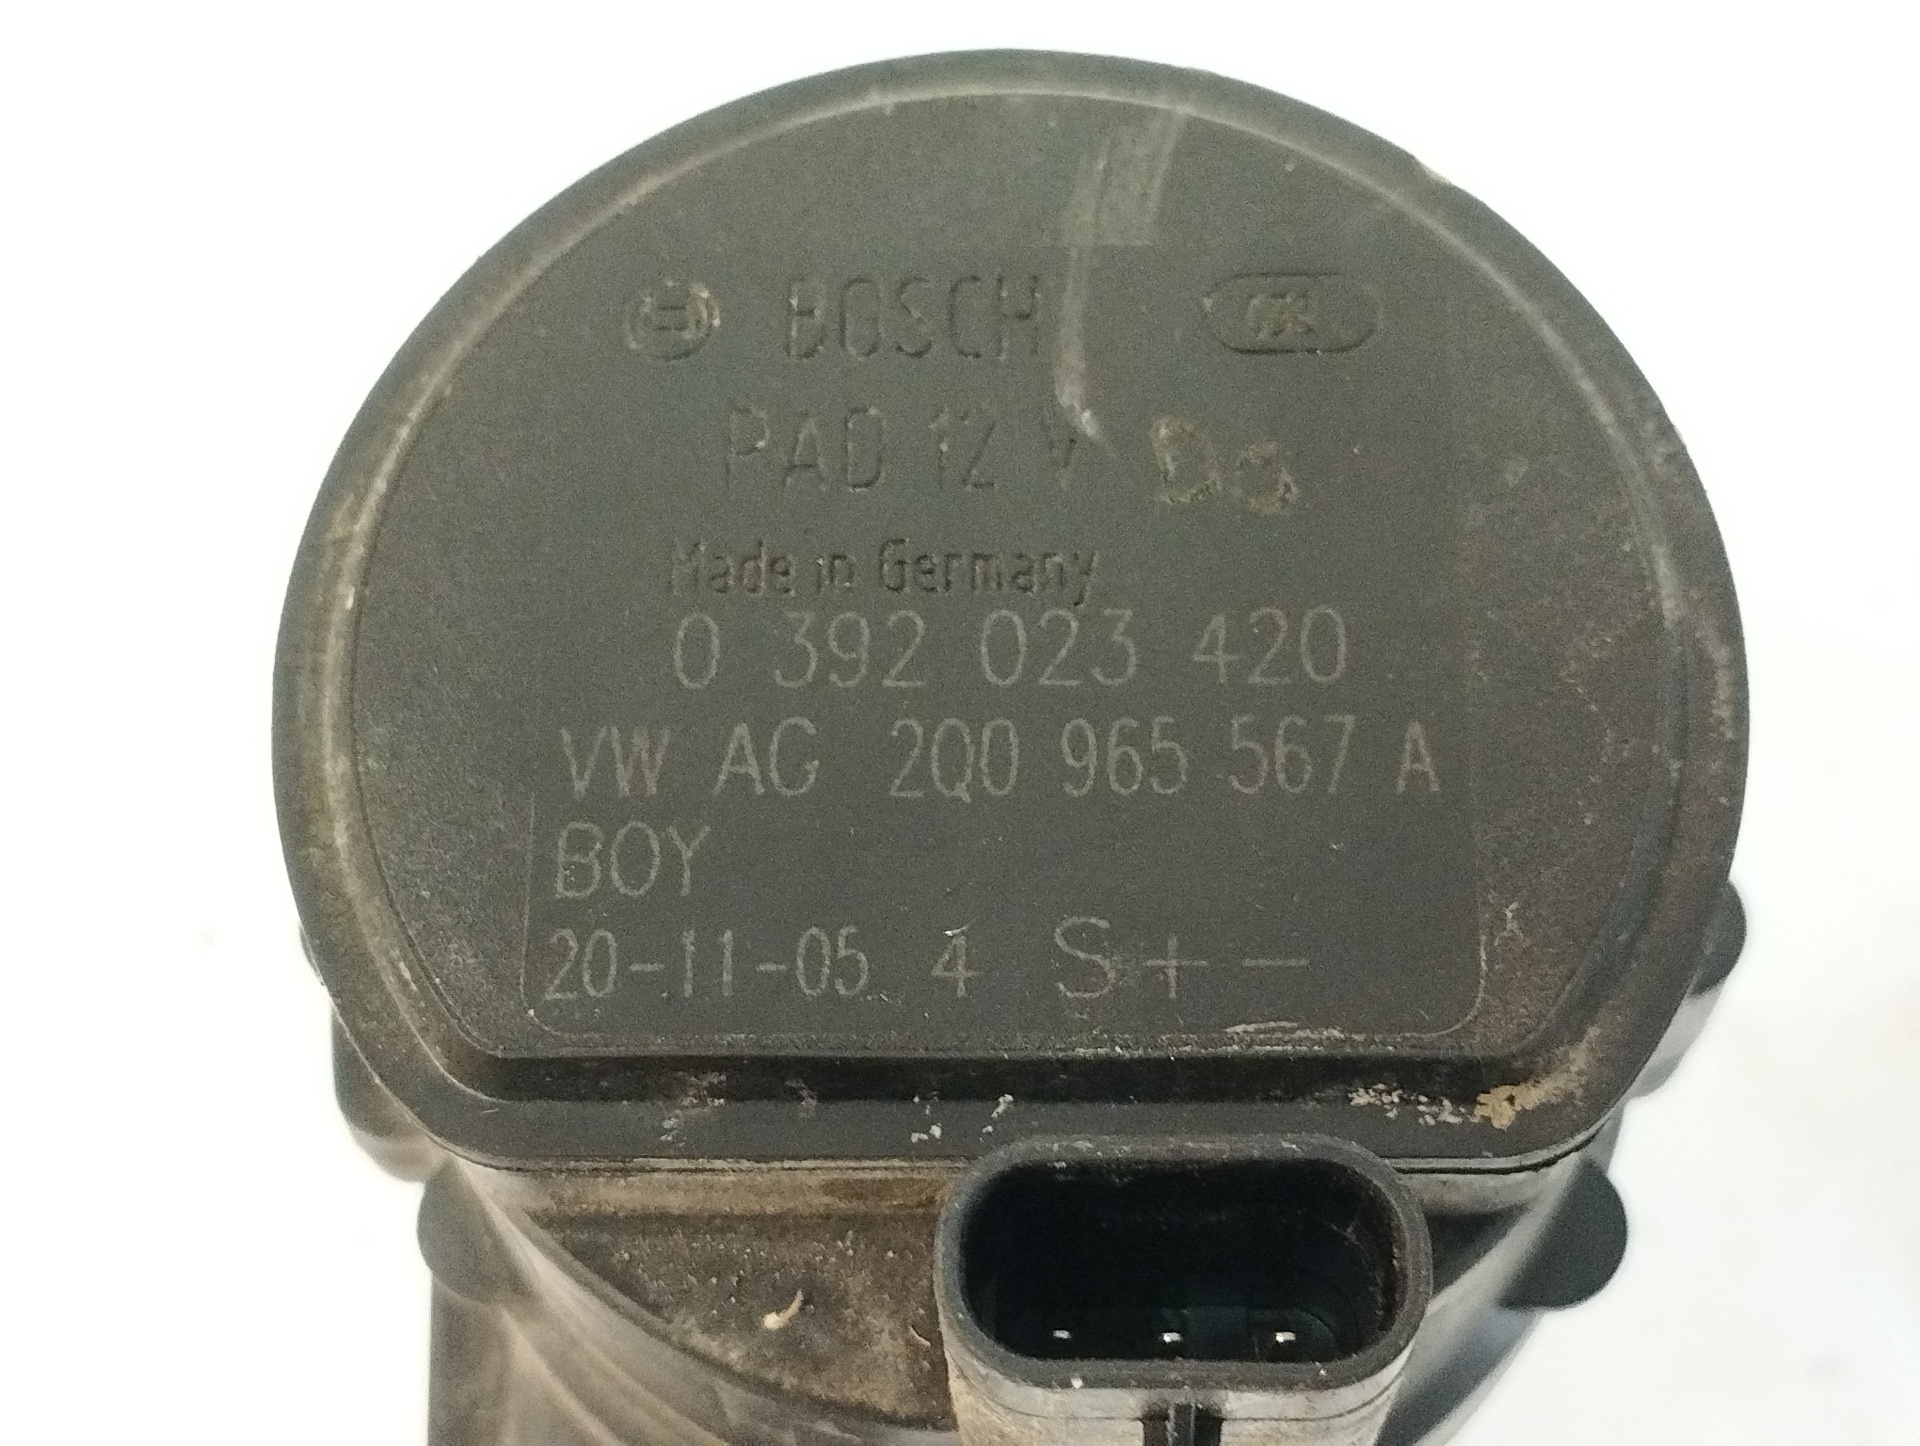 BOSCH
PAD 12 V
Made in Germany
0 392 023 420
VW AG 2Q0 965 567 A
BOY
20-11-05 4 S + -